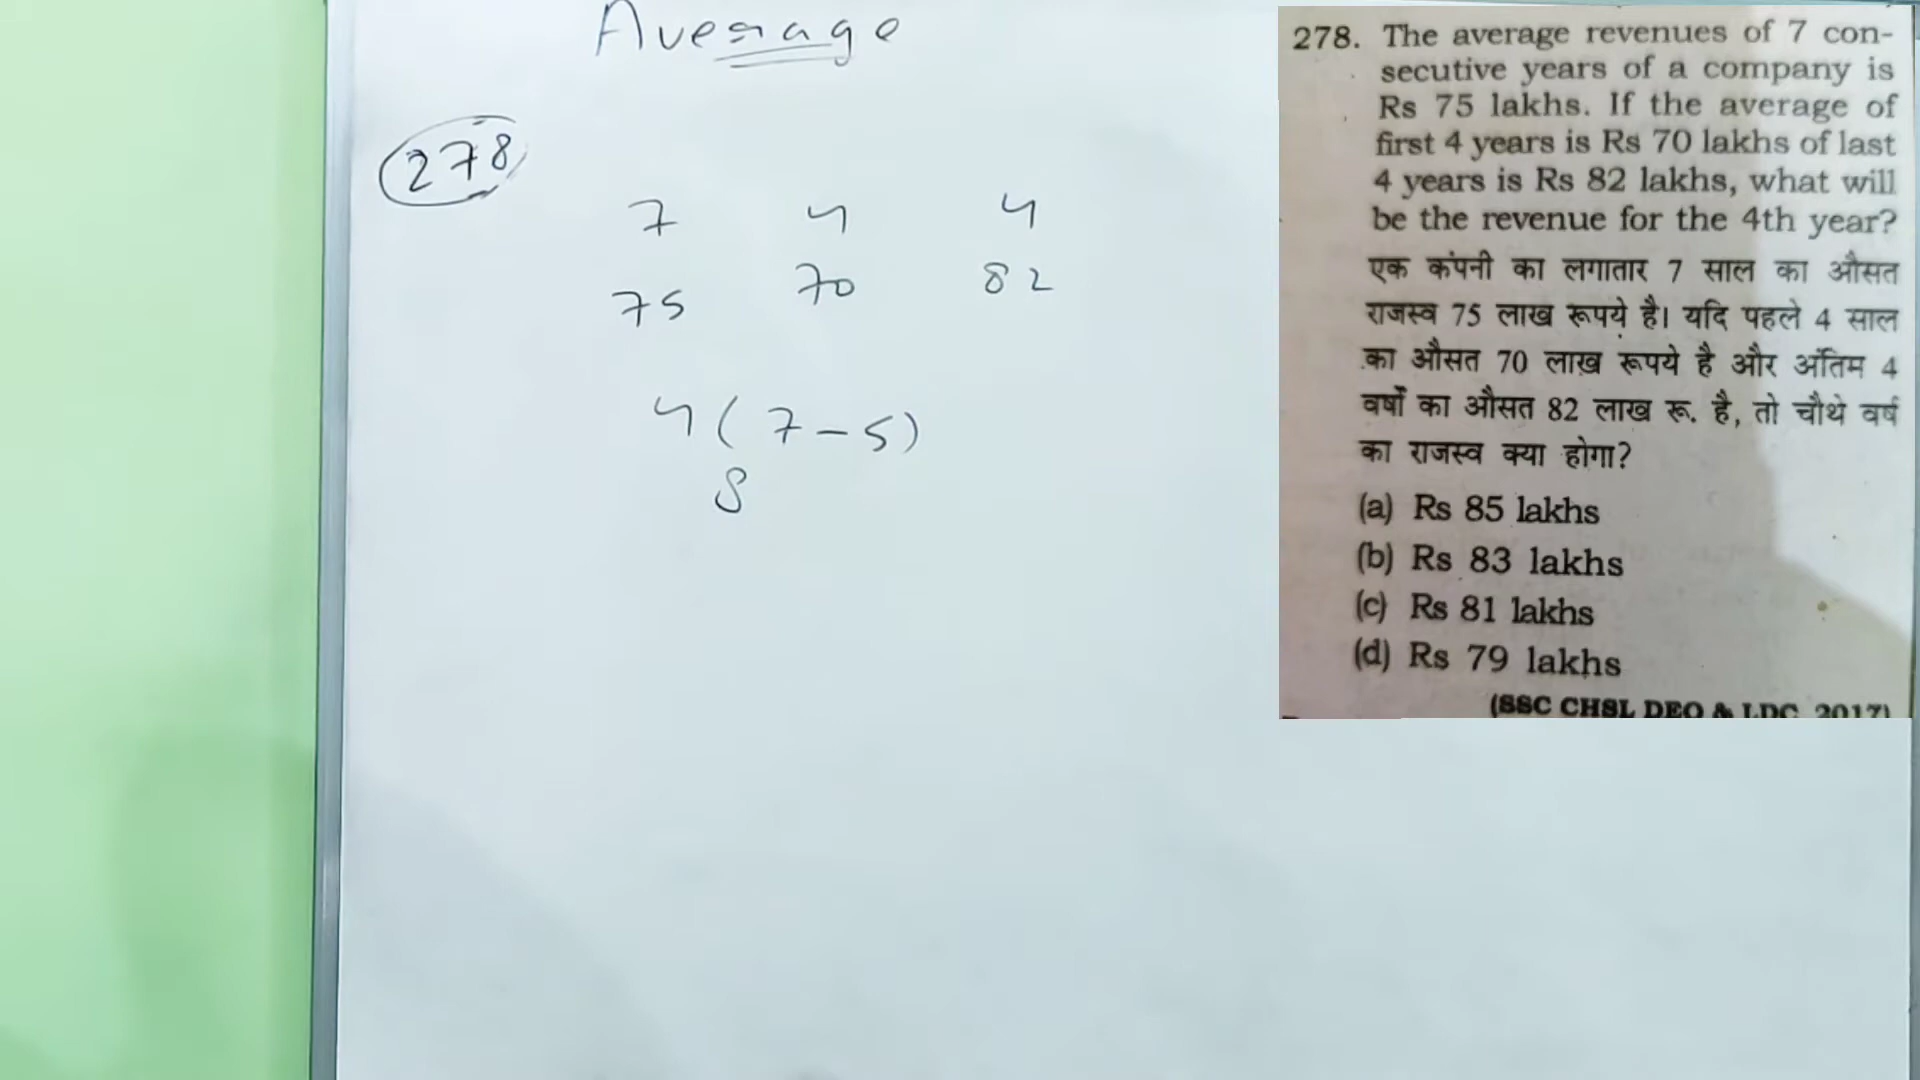 Average
278
7 4 4
75 70 82
4(7-5)
8
278. The average revenues of 7 con-
secutive years of a company is
Rs 75 lakhs. If the average of
first 4 years is Rs 70 lakhs of last
4 years is Rs 82 lakhs, what will
be the revenue for the 4th year?
एक कंपनी का लगातार 7 साल का औसत
राजस्व 75 लाख रूपये है। यदि पहले 4 साल
का औसत 70 लाख़ रूपये है और अंतिम 4
वर्षों का औसत 82 लाख रू. है, तो चौथे वर्ष
का राजस्व क्या होगा?
(a) Rs 85 lakhs
(b) Rs 83 lakhs
(c) Rs 81 lakhs
(d) Rs 79 lakhs
(SSC CHSL DEO & LDC 2017)